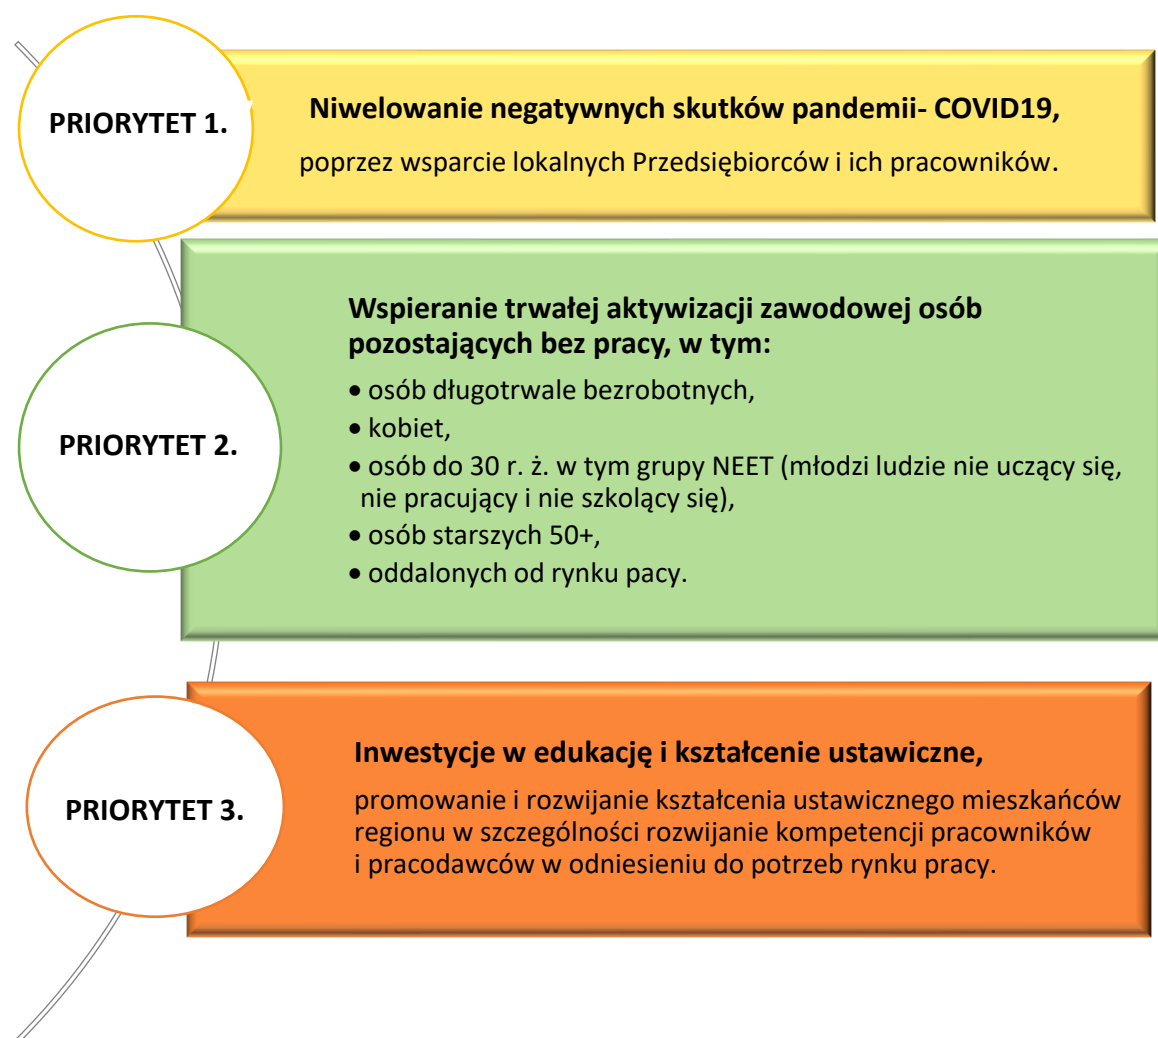 PRIORYTET 1.
Niwelowanie negatywnych skutków pandemii- COVID19,
poprzez wsparcie lokalnych Przedsiębiorców i ich pracowników.
PRIORYTET 2.
Wspieranie trwałej aktywizacji zawodowej osób
pozostających bez pracy, w tym:
• osób długotrwale bezrobotnych,
• kobiet,
• osób do 30 r. ż. w tym grupy NEET (młodzi ludzie nie uczący się,
nie pracujący i nie szkolący się),
• osób starszych 50+,
• oddalonych od rynku pacy.
PRIORYTET 3.
Inwestycje w edukację i kształcenie ustawiczne,
promowanie i rozwijanie kształcenia ustawicznego mieszkańców
regionu w szczególności rozwijanie kompetencji pracowników
i pracodawców w odniesieniu do potrzeb rynku pracy.